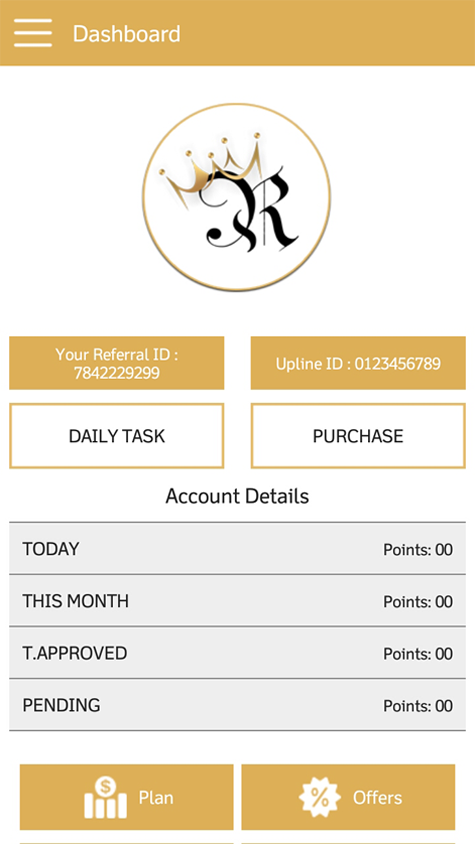 Dashboard
R
Your Referral ID :
7842229299
Upline ID : 0123456789
DAILY TASK
PURCHASE
Account Details
TODAY Points: 00
THIS MONTH Points: 00
T.APPROVED Points: 00
PENDING Points: 00
Plan
Offers